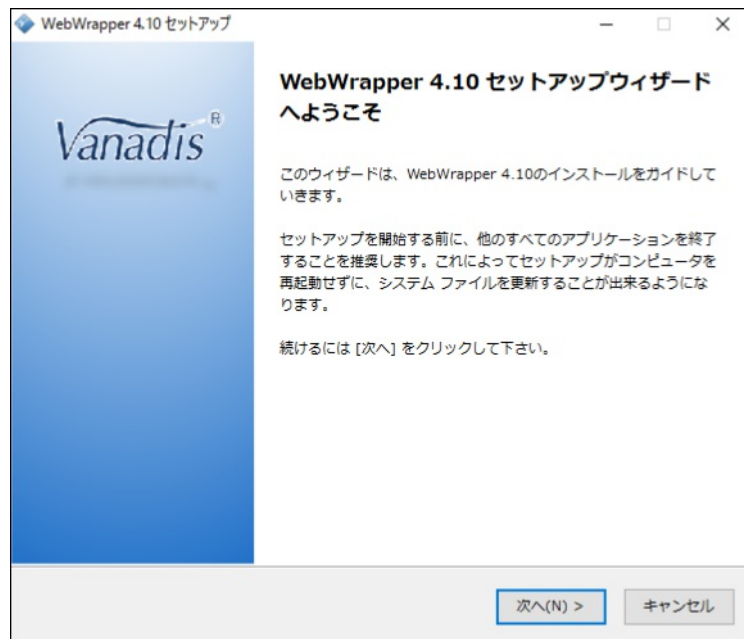 WebWrapper 4.10 セットアップ
Vanadis®
WebWrapper 4.10 セットアップウィザード
へようこそ
このウィザードは、WebWrapper 4.10のインストールをガイドして
いきます。
セットアップを開始する前に、他のすべてのアプリケーションを終了
することを推奨します。これによってセットアップがコンピュータを
再起動せずに、システム ファイルを更新することが出来るようにな
ります。
続けるには [次へ] をクリックして下さい。
次へ(N) >
キャンセル